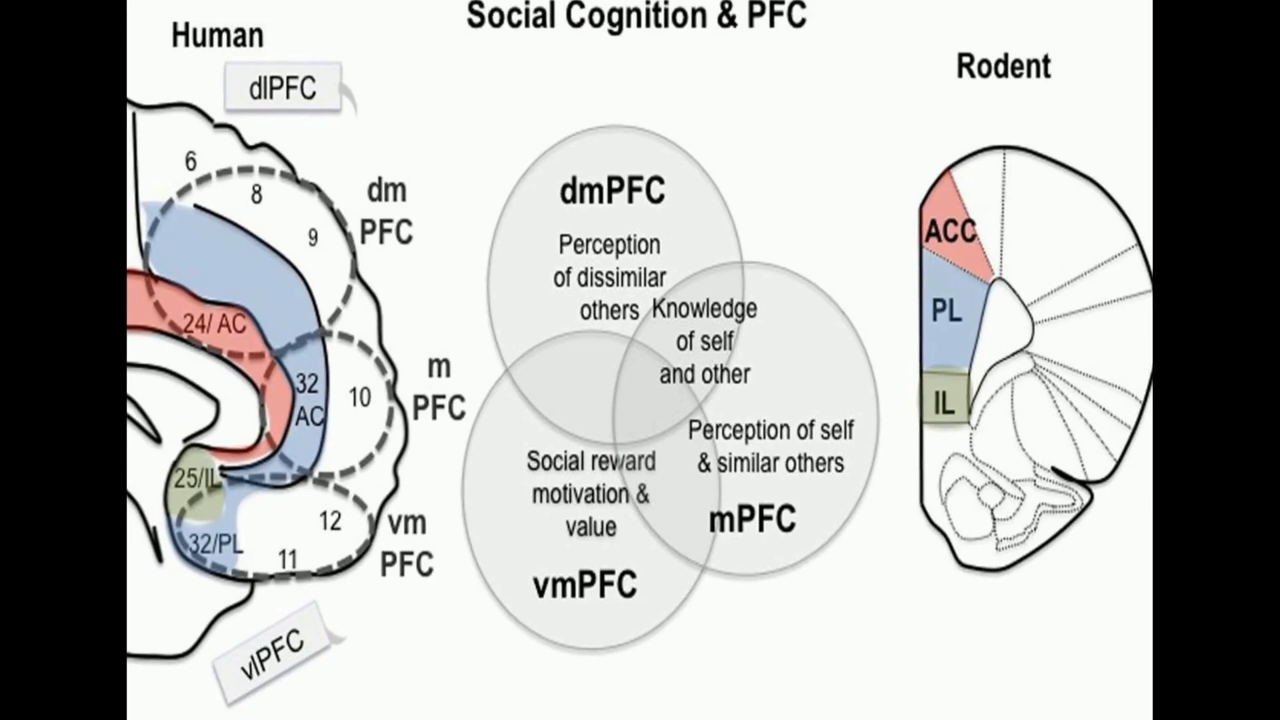 Social Cognition & PFC
Human
dlPFC
6
8
9
dm
PFC
24/ AC
32
AC
10
m
PFC
25/IL
32/PL
12
11
vm
PFC
vlPFC
dmPFC
Perception
of dissimilar
others
Knowledge
of self
and other
Perception of self
& similar others
mPFC
Social reward
motivation &
value
vmPFC
Rodent
ACC
PL
IL